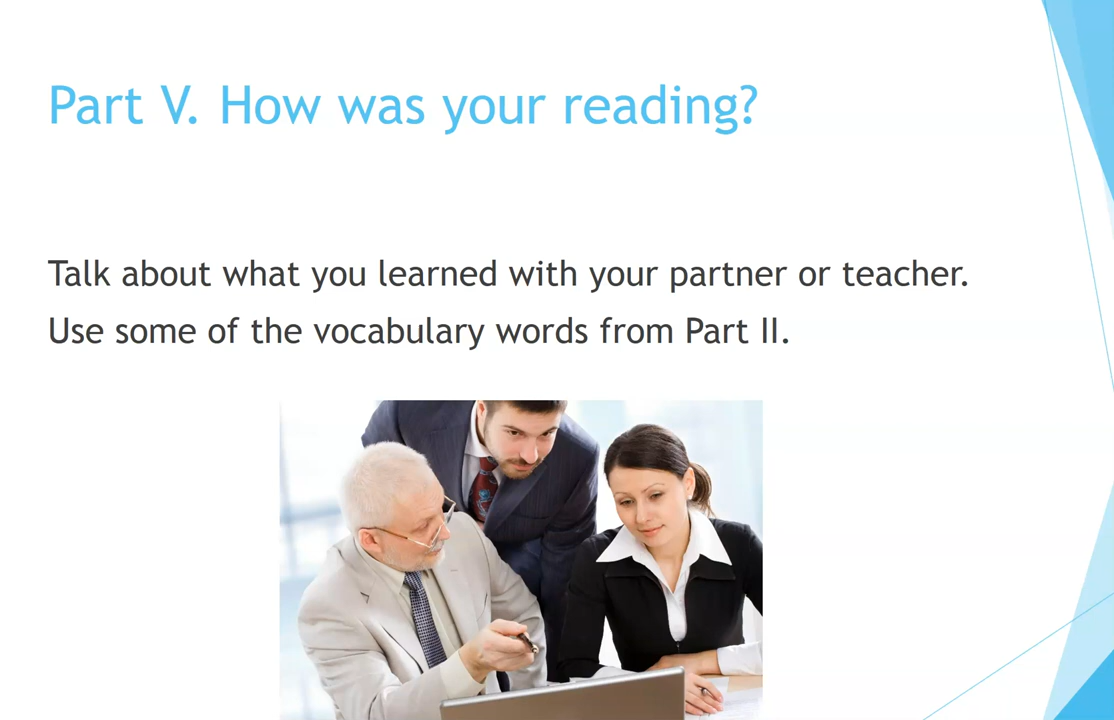 Part V. How was your reading?
Talk about what you learned with your partner or teacher.
Use some of the vocabulary words from Part II.